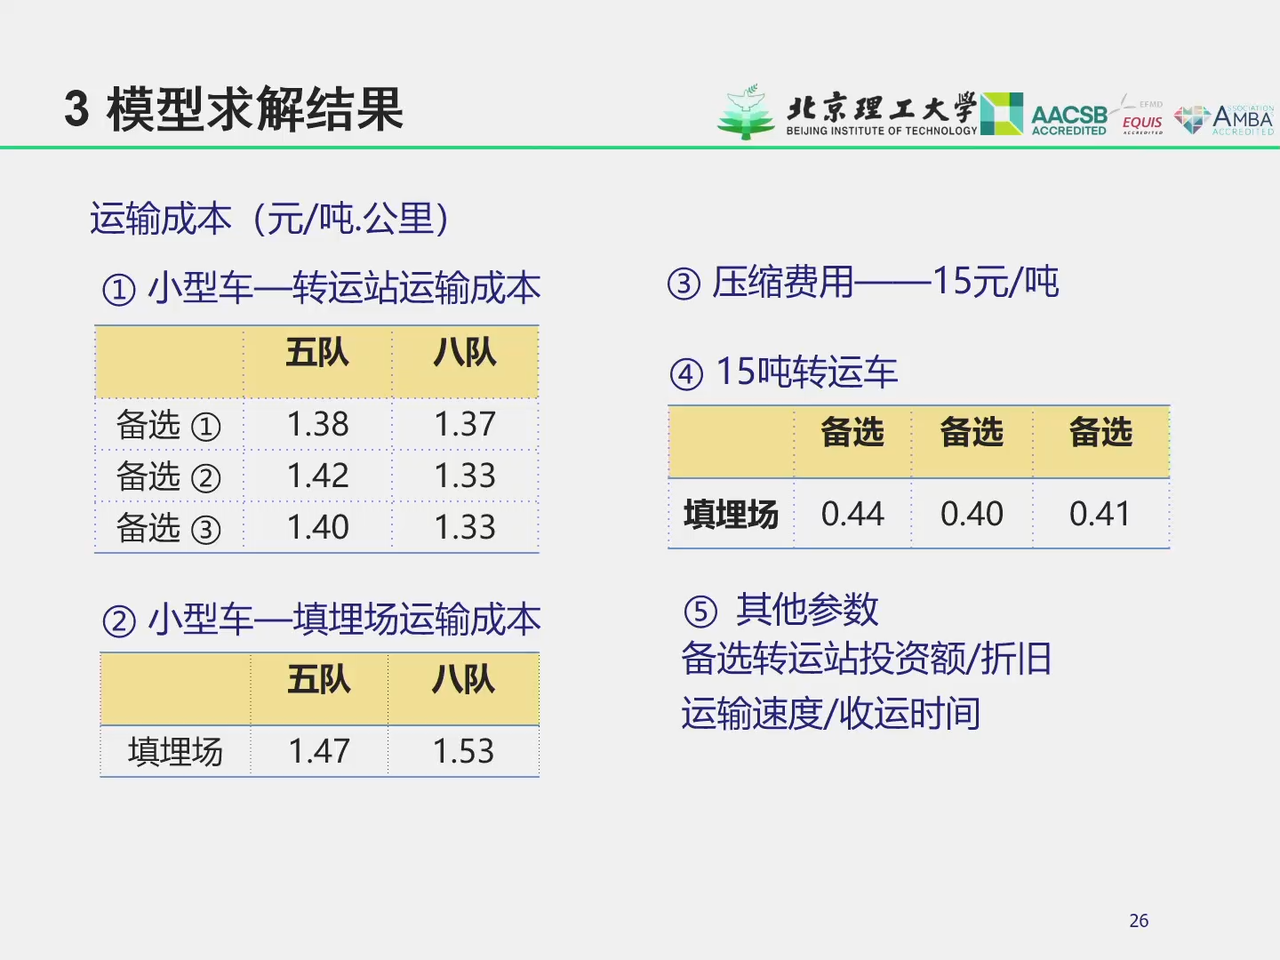 3 模型求解结果
北京理工大学
BEIJING INSTITUTE OF TECHNOLOGY
AACSB
ACCREDITED
EFMD
EQUIS
ACCREDITED
ASSOCIATION
AMBA
ACCREDITED
运输成本（元/吨.公里）
① 小型车—转运站运输成本
五队 八队
备选 ① 1.38 1.37
备选 ② 1.42 1.33
备选 ③ 1.40 1.33
② 小型车—填埋场运输成本
五队 八队
填埋场 1.47 1.53
③ 压缩费用——15元/吨
④ 15吨转运车
备选 备选 备选
填埋场 0.44 0.40 0.41
⑤ 其他参数
备选转运站投资额/折旧
运输速度/收运时间
26